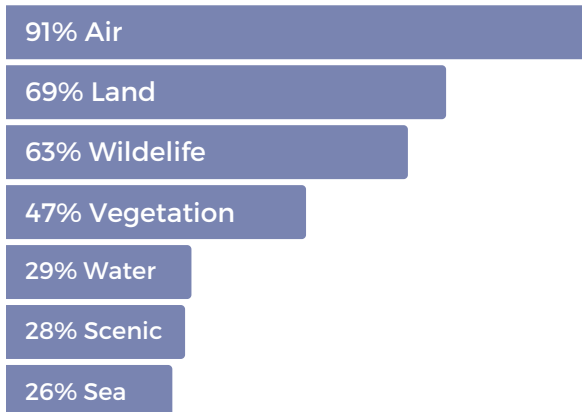 91% Air
69% Land
63% Wildelife
47% Vegetation
29% Water
28% Scenic
26% Sea